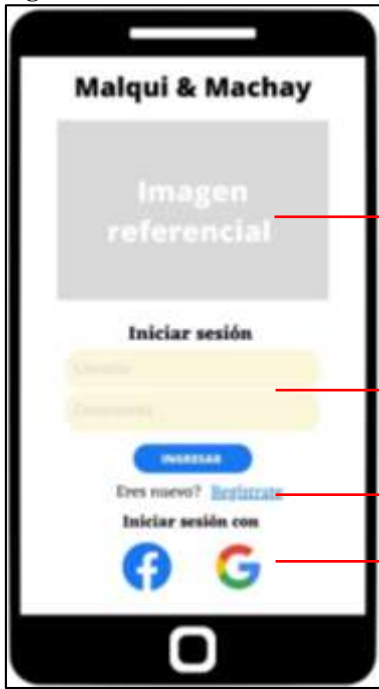 Malqui & Machay
Imagen
referencial
Iniciar sesión
INGRESAR
Eres nuevo? Regístrate
Iniciar sesión con